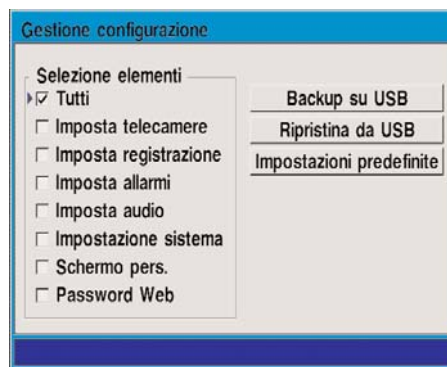 Gestione configurazione
Selezione elementi
Tutti
Imposta telecamere
Imposta registrazione
Imposta allarmi
Imposta audio
Impostazione sistema
Schermo pers.
Password Web
Backup su USB
Ripristina da USB
Impostazioni predefinite